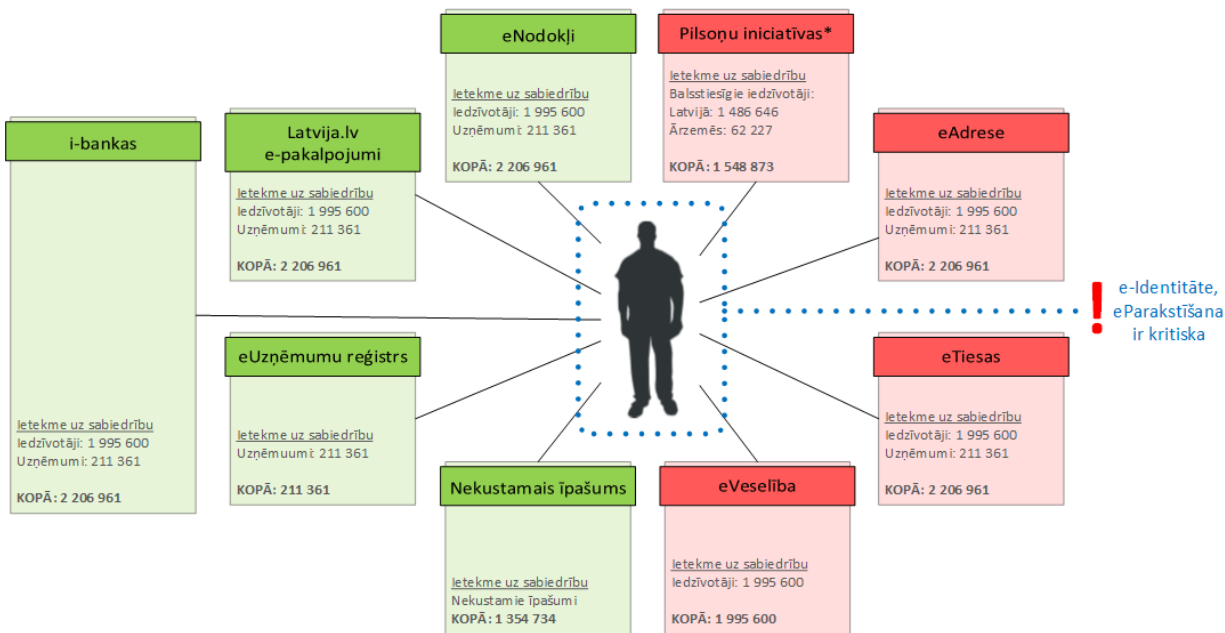 eNodokļi
Ietekme uz sabiedrību
Iedzīvotāji: 1 995 600
Uzņēmumi: 211 361
KOPĀ: 2 206 961
Pilsoņu iniciatīvas*
Ietekme uz sabiedrību
Balsstiesīgie iedzīvotāji:
Latvijā: 1 486 646
Ārzemēs: 62 227
KOPĀ: 1 548 873
i-bankas
Ietekme uz sabiedrību
Iedzīvotāji: 1 995 600
Uzņēmumi: 211 361
KOPĀ: 2 206 961
Latvija.lv
e-pakalpojumi
Ietekme uz sabiedrību
Iedzīvotāji: 1 995 600
Uzņēmumi: 211 361
KOPĀ: 2 206 961
eAdrese
Ietekme uz sabiedrību
Iedzīvotāji: 1 995 600
Uzņēmumi: 211 361
KOPĀ: 2 206 961
!
e-Identitāte,
eParakstīšana
ir kritiska
eUzņēmumu reģistrs
Ietekme uz sabiedrību
Uzņēmuumi: 211 361
KOPĀ: 211 361
eTiesas
Ietekme uz sabiedrību
Iedzīvotāji: 1 995 600
Uzņēmumi: 211 361
KOPĀ: 2 206 961
Nekustamais īpašums
Ietekme uz sabiedrību
Nekustamie īpašumi
KOPĀ: 1 354 734
eVeselība
Ietekme uz sabiedrību
Iedzīvotāji: 1 995 600
KOPĀ: 1 995 600